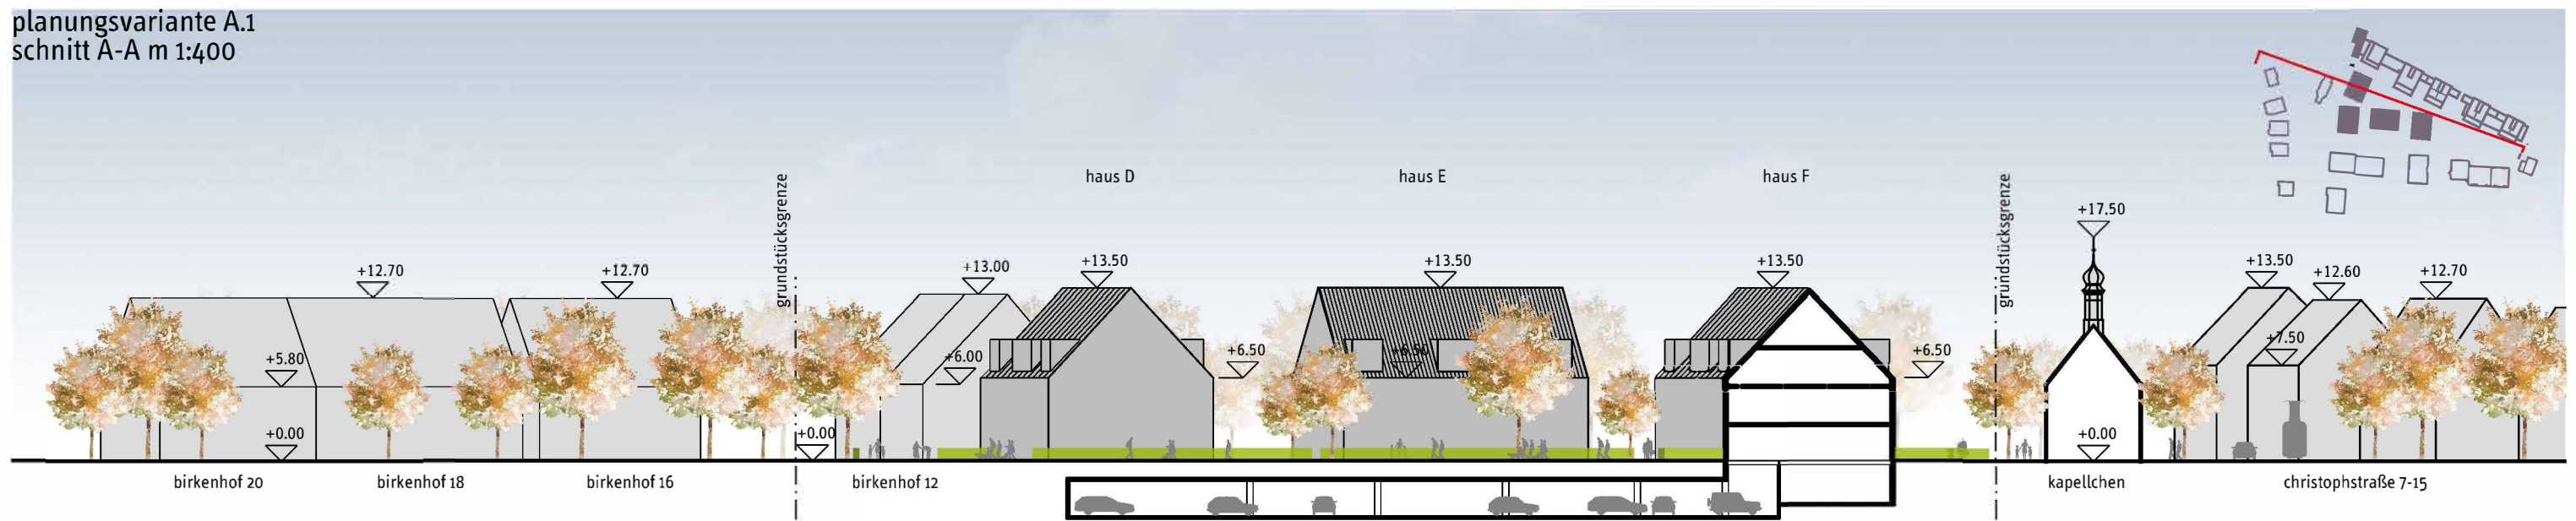 planungsvariante A.1
schnitt A-A m 1:400
grundstücksgrenze
grundstücksgrenze
haus D
haus E
haus F
+17.50
+12.70
+12.70
+13.00
+13.50
+13.50
+13.50
+13.50
+12.60
+12.70
+5.80
+6.00
+6.50
+6.50
+6.50
+7.50
+0.00
+0.00
+0.00
birkenhof 20
birkenhof 18
birkenhof 16
birkenhof 12
kapellchen
christophstraße 7-15